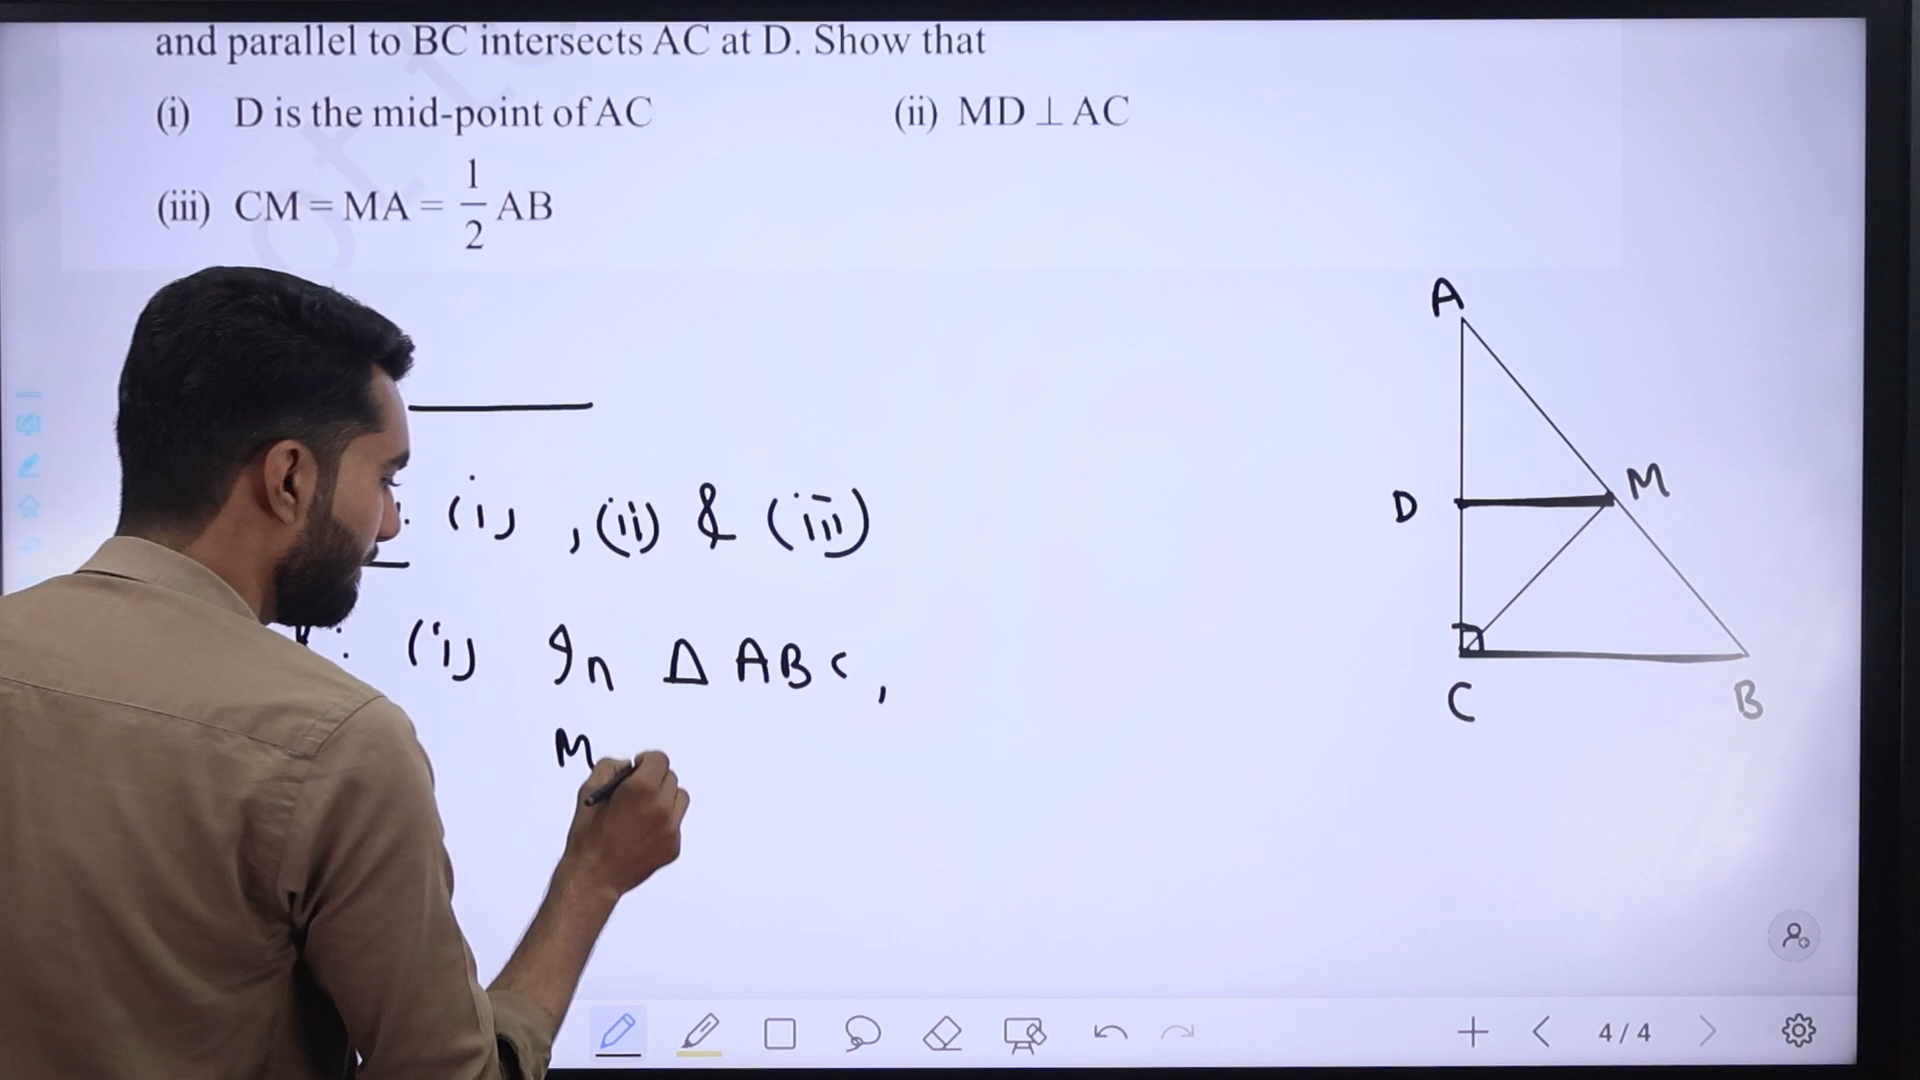 and parallel to BC intersects AC at D. Show that
(i) D is the mid-point of AC (ii) MD ⊥ AC
(iii) CM = MA = 1/2 AB
A
M
D
: (i), (ii) & (iii)
: (i) In Δ ABC,
C B
M
4/4